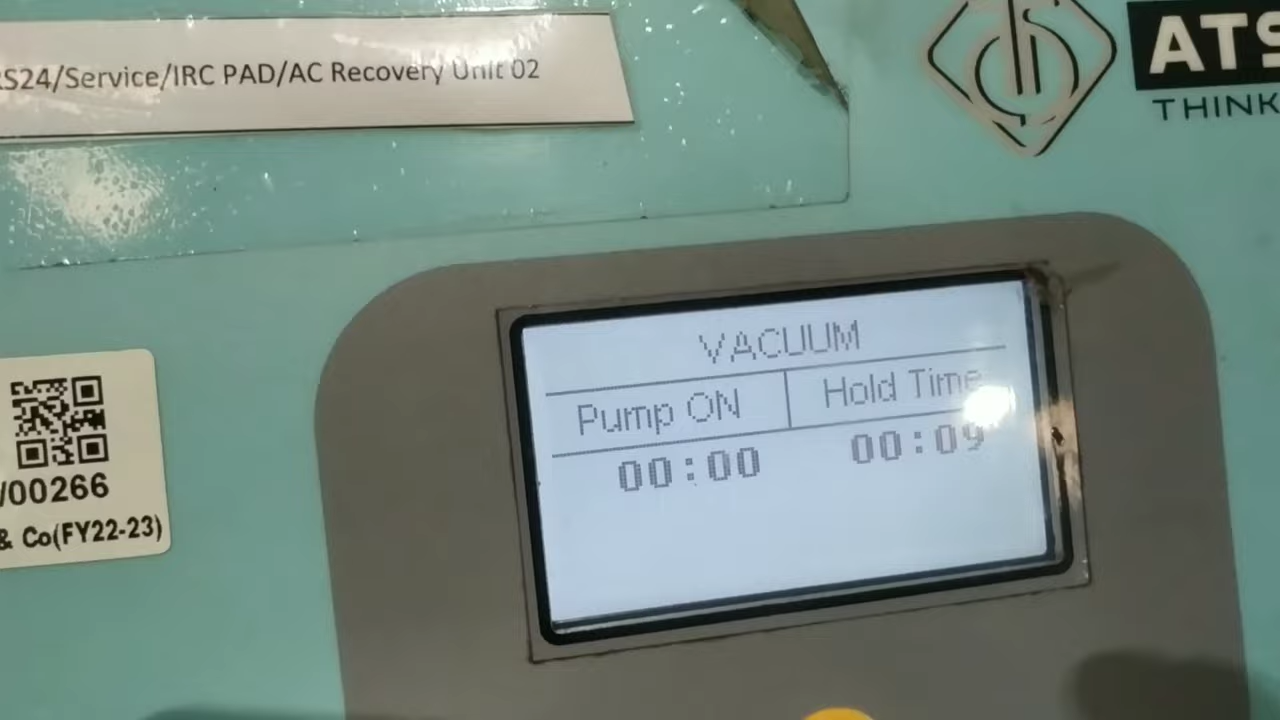 S24/Service/IRC PAD/AC Recovery Unit 02
ATS
THINK
VACUUM
Pump ON
Hold Time
00:00
00:09
/00266
& Co(FY22-23)